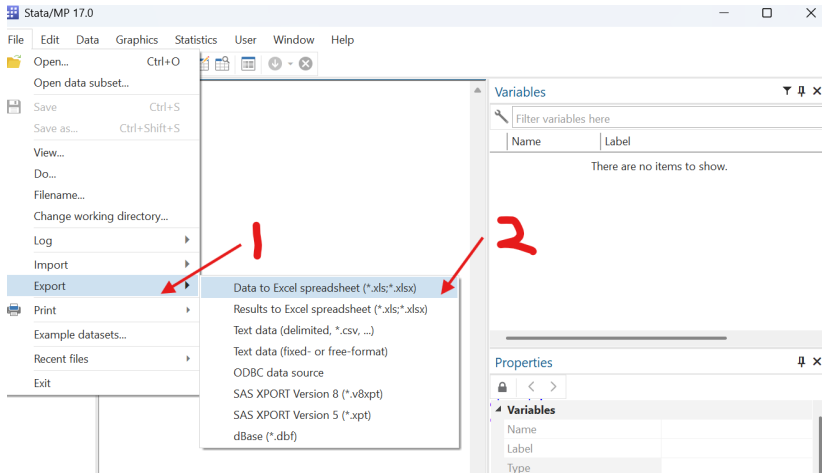 Stata/MP 17.0
File Edit Data Graphics Statistics User Window Help
Open... Ctrl+O
Open data subset...
Save Ctrl+S
Save as... Ctrl+Shift+S
View...
Do...
Filename...
Change working directory...
Log
Import
Export
Print
Example datasets...
Recent files
Exit
1
Data to Excel spreadsheet (*.xls;*.xlsx)
Results to Excel spreadsheet (*.xls;*.xlsx)
Text data (delimited, *.csv, ...)
Text data (fixed- or free-format)
ODBC data source
SAS XPORT Version 8 (*.v8xpt)
SAS XPORT Version 5 (*.xpt)
dBase (*.dbf)
2
Variables
Filter variables here
Name Label
There are no items to show.
Properties
Variables
Name
Label
Type